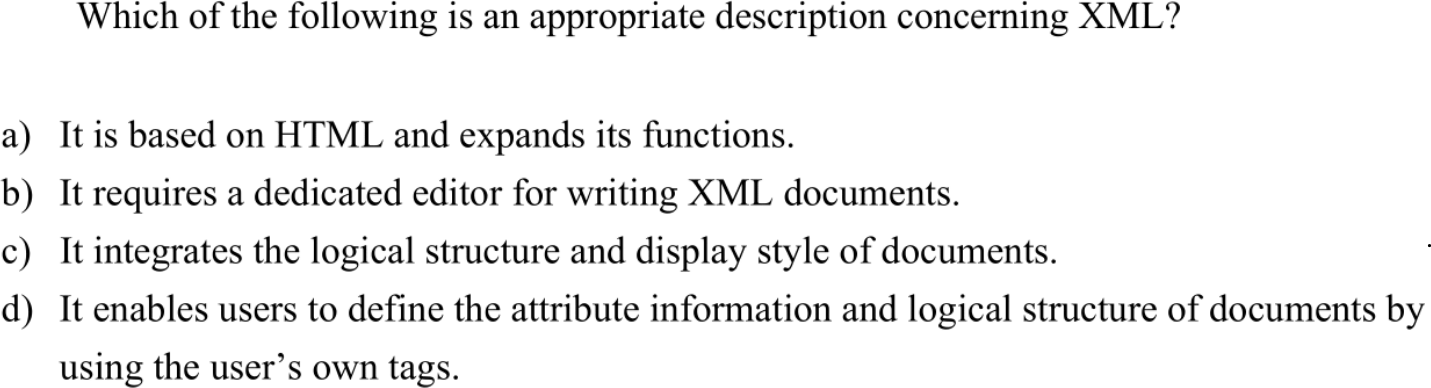 Which of the following is an appropriate description concerning XML?
a) It is based on HTML and expands its functions.
b) It requires a dedicated editor for writing XML documents.
c) It integrates the logical structure and display style of documents.
d) It enables users to define the attribute information and logical structure of documents by
using the user's own tags.